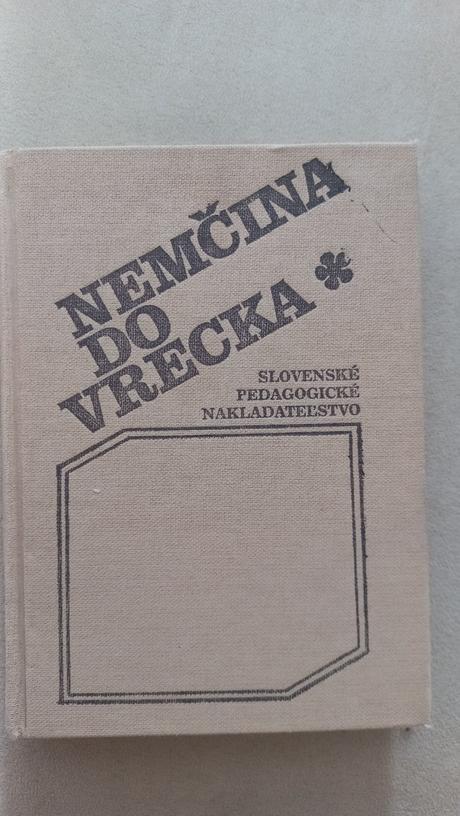 NEMČINA
DO
VRECKA
SLOVENSKÉ
PEDAGOGICKÉ
NAKLADATEĽSTVO